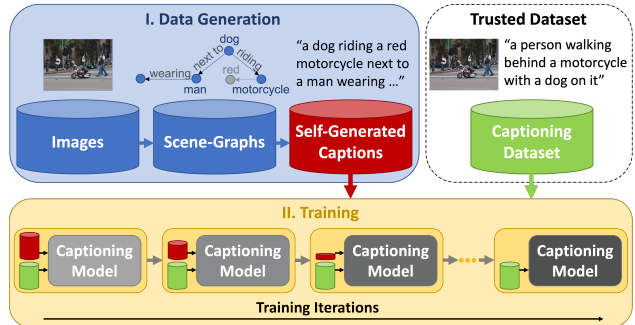 I. Data Generation
dog
next to
riding
wearing
red
man
motorcycle
"a dog riding a red
motorcycle next to
a man wearing ..."
Images
Scene-Graphs
Self-Generated
Captions
Trusted Dataset
"a person walking
behind a motorcycle
with a dog on it"
Captioning
Dataset
II. Training
Captioning
Model
Captioning
Model
Captioning
Model
Captioning
Model
Training Iterations